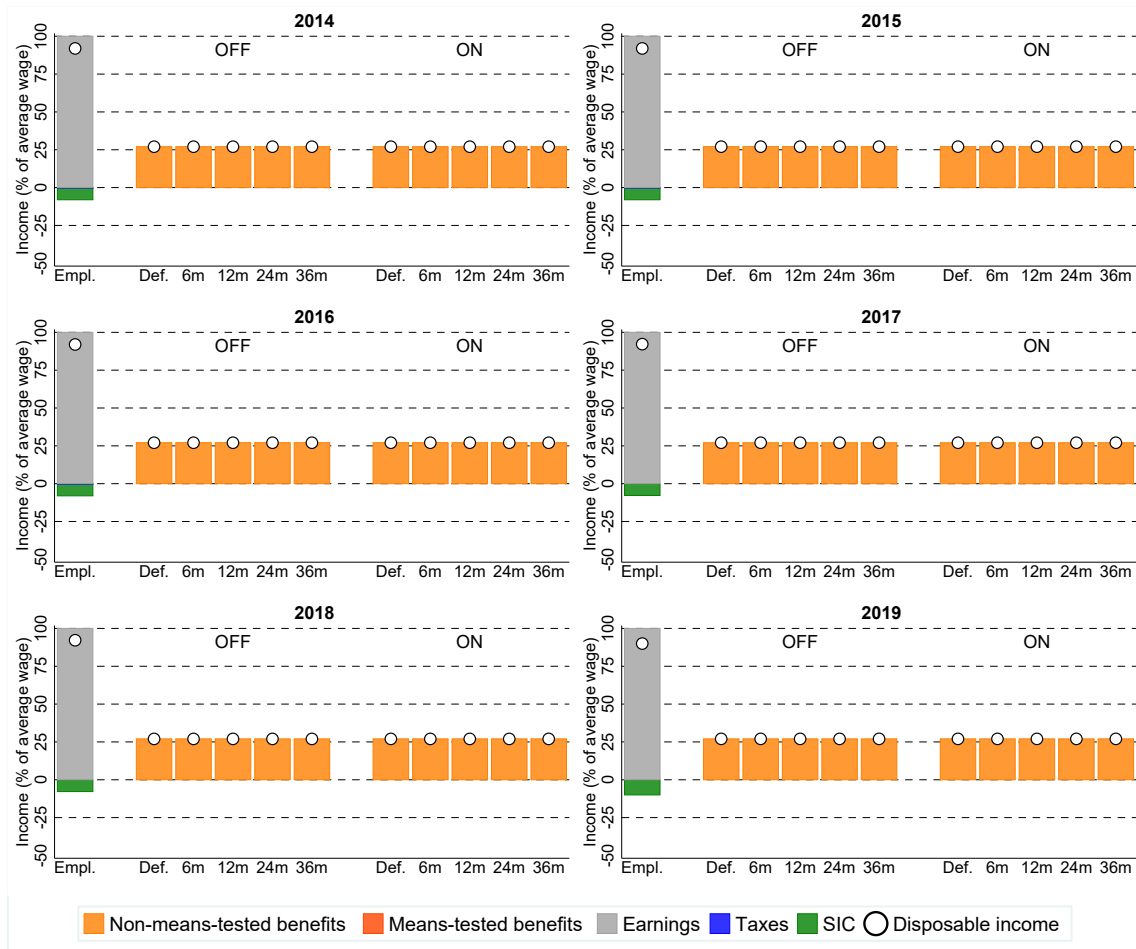 2014
Income (% of average wage)
100
75
50
25
0
-25
-50
OFF
ON
Empl. Def. 6m 12m 24m 36m Def. 6m 12m 24m 36m
2015
Income (% of average wage)
100
75
50
25
0
-25
-50
OFF
ON
Empl. Def. 6m 12m 24m 36m Def. 6m 12m 24m 36m
2016
Income (% of average wage)
100
75
50
25
0
-25
-50
OFF
ON
Empl. Def. 6m 12m 24m 36m Def. 6m 12m 24m 36m
2017
Income (% of average wage)
100
75
50
25
0
-25
-50
OFF
ON
Empl. Def. 6m 12m 24m 36m Def. 6m 12m 24m 36m
2018
Income (% of average wage)
100
75
50
25
0
-25
-50
OFF
ON
Empl. Def. 6m 12m 24m 36m Def. 6m 12m 24m 36m
2019
Income (% of average wage)
100
75
50
25
0
-25
-50
OFF
ON
Empl. Def. 6m 12m 24m 36m Def. 6m 12m 24m 36m
Non-means-tested benefits Means-tested benefits Earnings Taxes SIC Disposable income